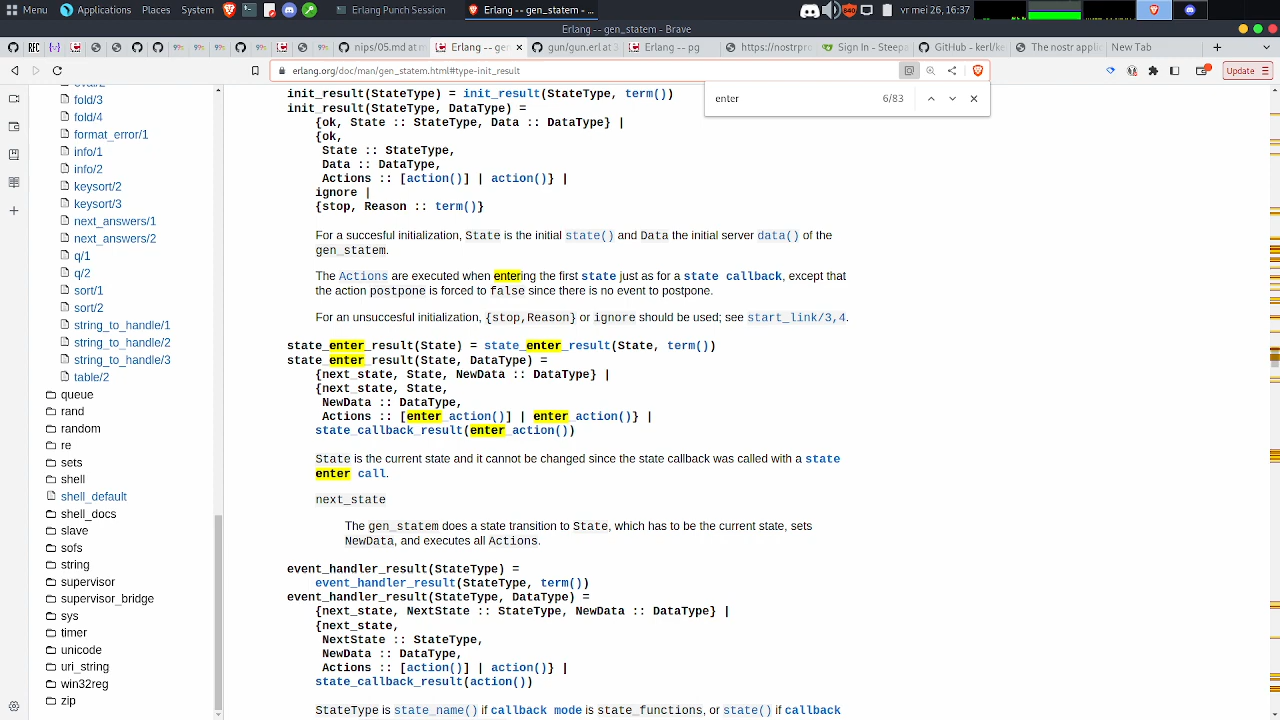 Menu Applications Places System Erlang Punch Session Erlang -- gen_statem - ... 840 r mei 26, 16:37
Erlang -- gen_statem - Brave
nips/05.md at m Erlang -- gen gun/gun.erl at 3 Erlang -- pg https://nostrpro Sign In - Steepa GitHub - kerl/ke The nostr appli New Tab
erlang.org/doc/man/gen_statem.html#type-init_result Update
enter 6/83
fold/3
fold/4
format_error/1
info/1
info/2
keysort/2
keysort/3
next_answers/1
next_answers/2
q/1
q/2
sort/1
sort/2
string_to_handle/1
string_to_handle/2
string_to_handle/3
table/2
queue
rand
random
re
sets
shell
shell_default
shell_docs
slave
sofs
string
supervisor
supervisor_bridge
sys
timer
unicode
uri_string
win32reg
zip
init_result(StateType) = init_result(StateType, term())
init_result(StateType, DataType) =
{ok, State :: StateType, Data :: DataType} |
{ok,
State :: StateType,
Data :: DataType,
Actions :: [action()] | action()} |
ignore |
{stop, Reason :: term()}
For a succesful initialization, State is the initial state() and Data the initial server data() of the
gen_statem.
The Actions are executed when entering the first state just as for a state callback, except that
the action postpone is forced to false since there is no event to postpone.
For an unsuccesful initialization, {stop,Reason} or ignore should be used; see start_link/3,4.
state_enter_result(State) = state_enter_result(State, term())
state_enter_result(State, DataType) =
{next_state, State, NewData :: DataType} |
{next_state, State,
NewData :: DataType,
Actions :: [enter_action()] | enter_action()} |
state_callback_result(enter_action())
State is the current state and it cannot be changed since the state callback was called with a state
enter call.
next_state
The gen_statem does a state transition to State, which has to be the current state, sets
NewData, and executes all Actions.
event_handler_result(StateType) =
event_handler_result(StateType, term())
event_handler_result(StateType, DataType) =
{next_state, NextState :: StateType, NewData :: DataType} |
{next_state,
NextState :: StateType,
NewData :: DataType,
Actions :: [action()] | action()} |
state_callback_result(action())
StateType is state_name() if callback mode is state_functions, or state() if callback